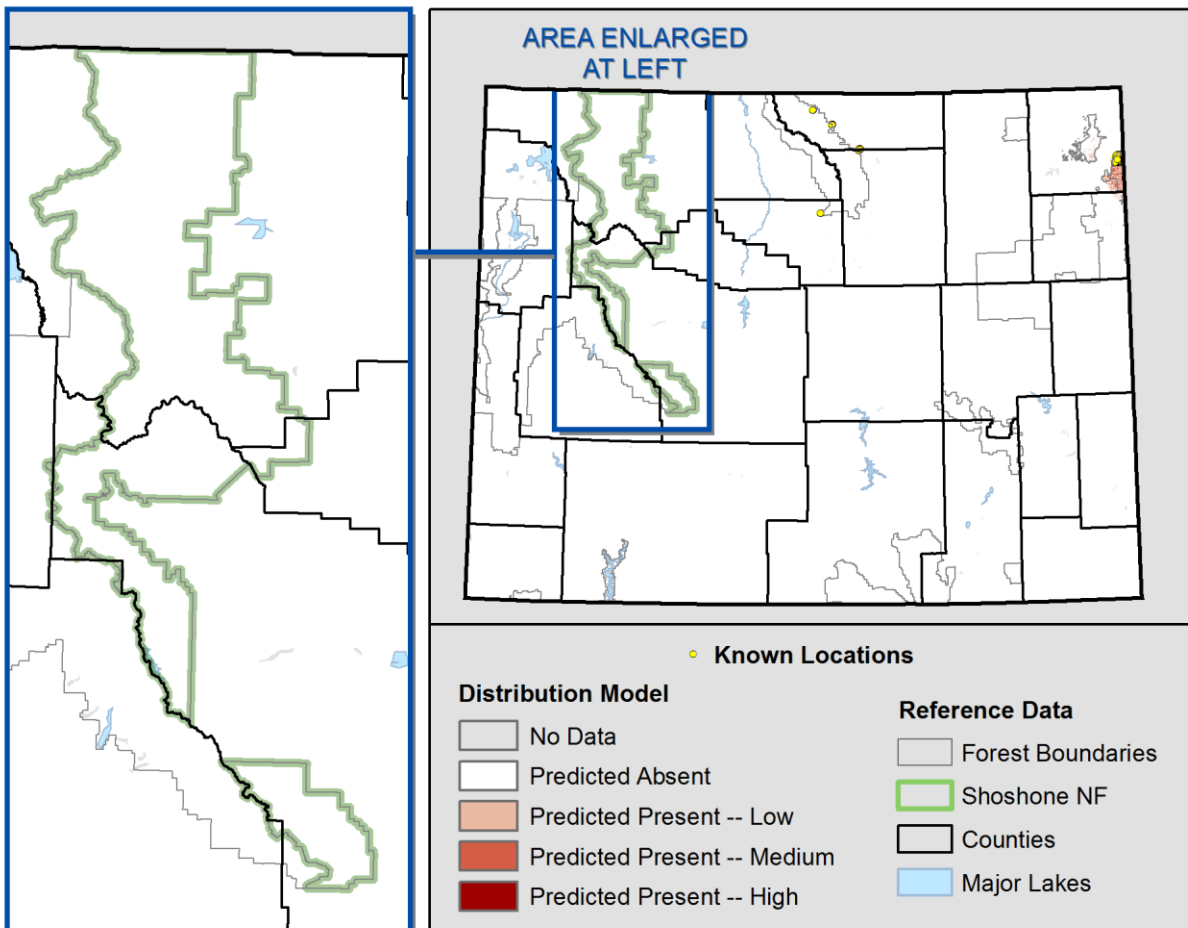 AREA ENLARGED
AT LEFT
Known Locations
Distribution Model
No Data
Predicted Absent
Predicted Present -- Low
Predicted Present -- Medium
Predicted Present -- High
Reference Data
Forest Boundaries
Shoshone NF
Counties
Major Lakes